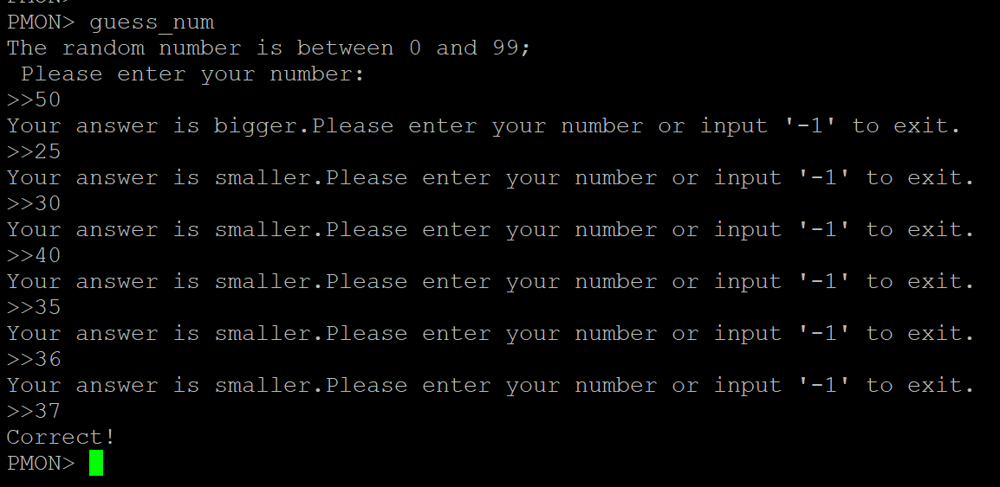 PMON> guess_num
The random number is between 0 and 99;
 Please enter your number:
>>50
Your answer is bigger.Please enter your number or input '-1' to exit.
>>25
Your answer is smaller.Please enter your number or input '-1' to exit.
>>30
Your answer is smaller.Please enter your number or input '-1' to exit.
>>40
Your answer is smaller.Please enter your number or input '-1' to exit.
>>35
Your answer is smaller.Please enter your number or input '-1' to exit.
>>36
Your answer is smaller.Please enter your number or input '-1' to exit.
>>37
Correct!
PMON>